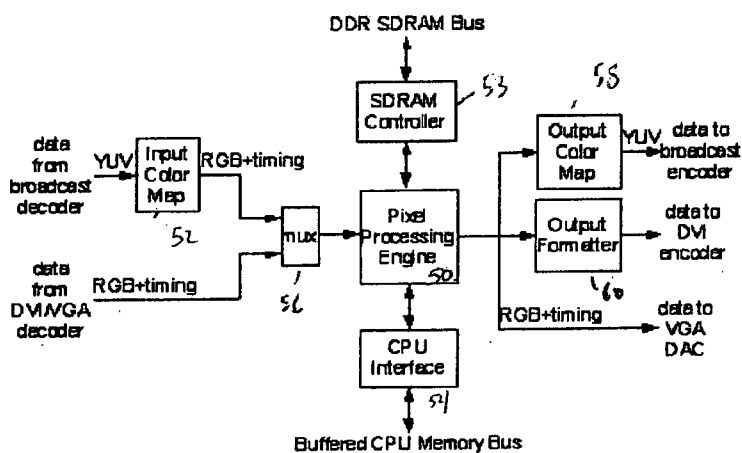 DDR SDRAM Bus
53
SDRAM
Controller
58
data
from
broadcast
decoder
YUV
Input
Color
Map
52
RGB+timing
Output
Color
Map
YUV
data to
broadcast
encoder
mux
56
Pixel
Processing
Engine
50
Output
Formatter
60
data to
DVI
encoder
data
from
DVI/VGA
decoder
RGB+timing
RGB+timing
data to
VGA
DAC
CPU
Interface
54
Buffered CPU Memory Bus